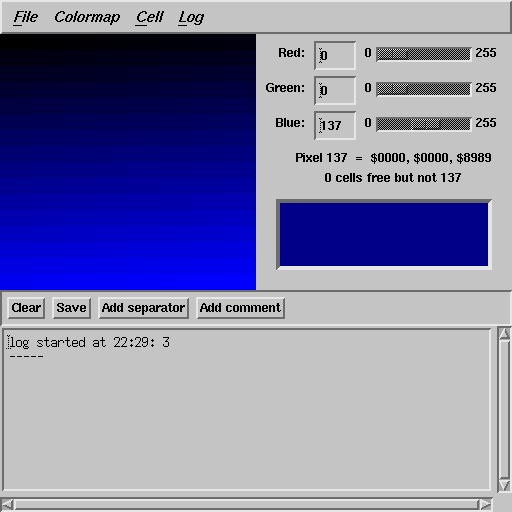 File Colormap Cell Log
Red: 0 0 255
Green: 0 0 255
Blue: 137 0 255
Pixel 137 = $0000, $0000, $8989
0 cells free but not 137
Clear Save Add separator Add comment
log started at 22:29: 3
-----